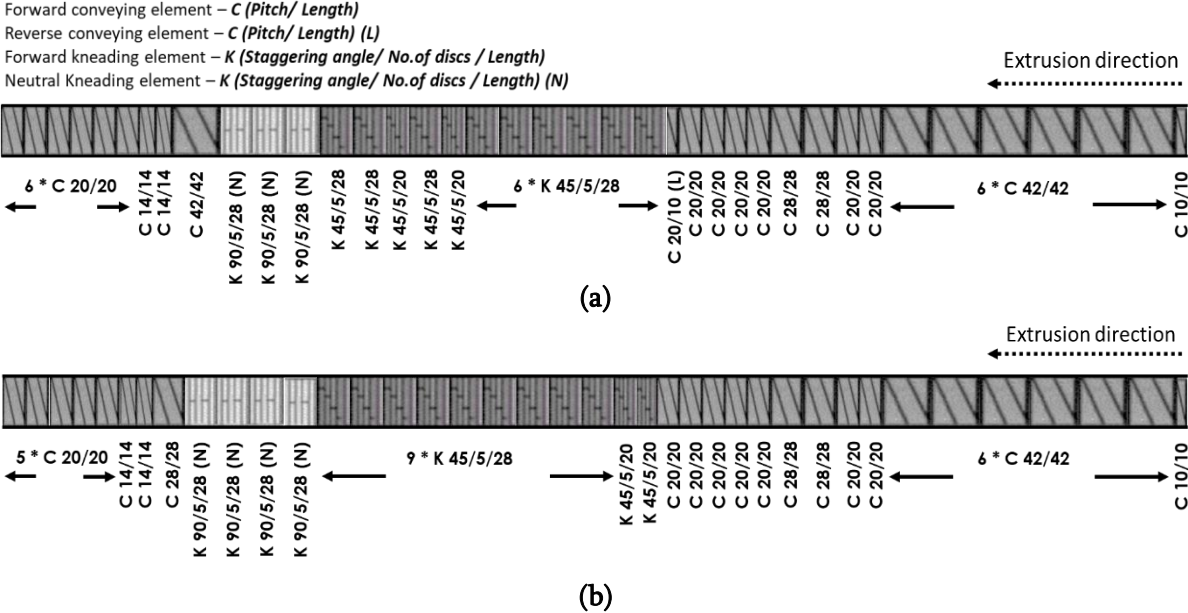 Forward conveying element – C (Pitch/ Length)
Reverse conveying element – C (Pitch/ Length) (L)
Forward kneading element – K (Staggering angle/ No.of discs / Length)
Neutral Kneading element – K (Staggering angle/ No.of discs / Length) (N)
Extrusion direction
6 * C 20/20
C 14/14
C 14/14
C 42/42
K 90/5/28 (N)
K 90/5/28 (N)
K 90/5/28 (N)
K 45/5/28
K 45/5/28
K 45/5/20
K 45/5/28
K 45/5/20
6 * K 45/5/28
C 20/10 (L)
C 20/20
C 20/20
C 20/20
C 20/20
C 28/28
C 28/28
C 20/20
C 20/20
6 * C 42/42
C 10/10
(a)
Extrusion direction
5 * C 20/20
C 14/14
C 14/14
C 28/28
K 90/5/28 (N)
K 90/5/28 (N)
K 90/5/28 (N)
K 90/5/28 (N)
9 * K 45/5/28
K 45/5/20
K 45/5/20
C 20/20
C 20/20
C 20/20
C 20/20
C 20/20
C 28/28
C 28/28
C 20/20
C 20/20
6 * C 42/42
C 10/10
(b)